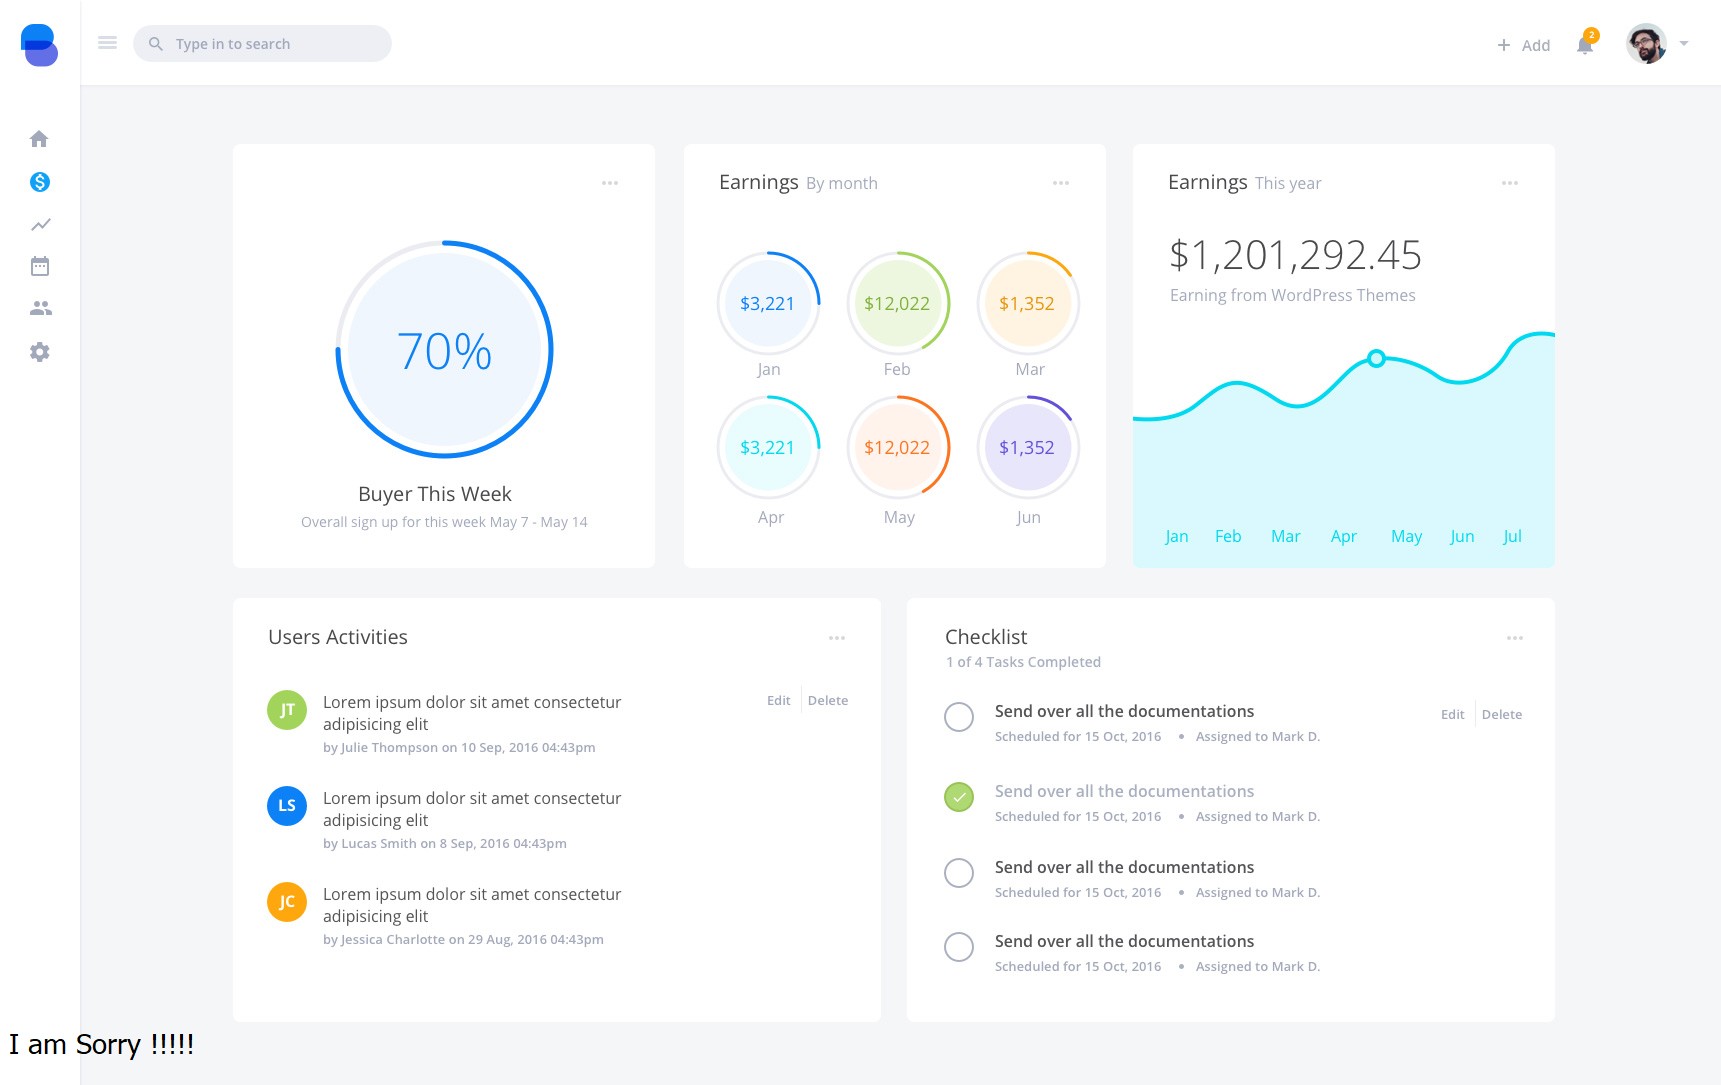 Type in to search
+ Add
2
70%
Buyer This Week
Overall sign up for this week May 7 - May 14
Earnings By month
$3,221
$12,022
$1,352
Jan
Feb
Mar
$3,221
$12,022
$1,352
Apr
May
Jun
Earnings This year
$1,201,292.45
Earning from WordPress Themes
Jan Feb Mar Apr May Jun Jul
Users Activities
JT
Lorem ipsum dolor sit amet consectetur
adipisicing elit
by Julie Thompson on 10 Sep, 2016 04:43pm
Edit
Delete
LS
Lorem ipsum dolor sit amet consectetur
adipisicing elit
by Lucas Smith on 8 Sep, 2016 04:43pm
JC
Lorem ipsum dolor sit amet consectetur
adipisicing elit
by Jessica Charlotte on 29 Aug, 2016 04:43pm
Checklist
1 of 4 Tasks Completed
Send over all the documentations
Scheduled for 15 Oct, 2016 • Assigned to Mark D.
Edit
Delete
Send over all the documentations
Scheduled for 15 Oct, 2016 • Assigned to Mark D.
Send over all the documentations
Scheduled for 15 Oct, 2016 • Assigned to Mark D.
Send over all the documentations
Scheduled for 15 Oct, 2016 • Assigned to Mark D.
I am Sorry !!!!!